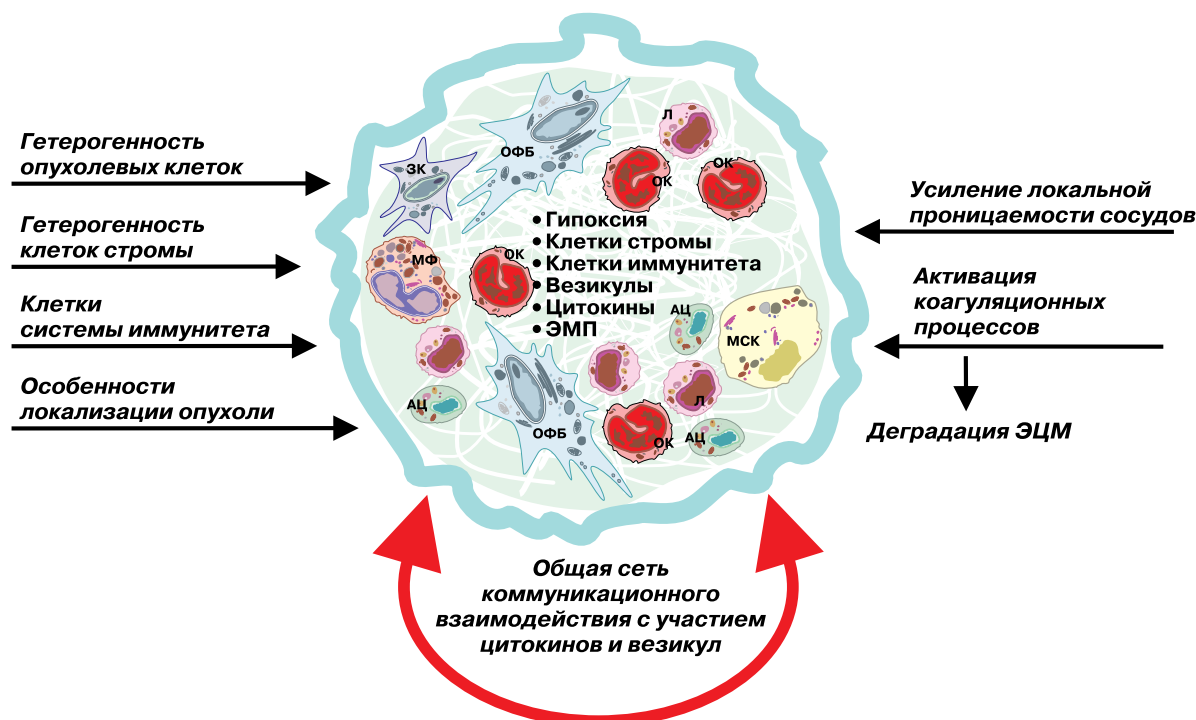 Гетерогенность
опухолевых клеток
Гетерогенность
клеток стромы
Клетки
системы иммунитета
Особенности
локализации опухоли
ЗК
ОФБ
Л
ОК
ОК
МФ
ОК
• Гипоксия
• Клетки стромы
• Клетки иммунитета
• Везикулы
• Цитокины
• ЭМП
АЦ
МСК
АЦ
ОФБ
Л
ОК
АЦ
Усиление локальной
проницаемости сосудов
Активация
коагуляционных
процессов
Деградация ЭЦМ
Общая сеть
коммуникационного
взаимодействия с участием
цитокинов и везикул